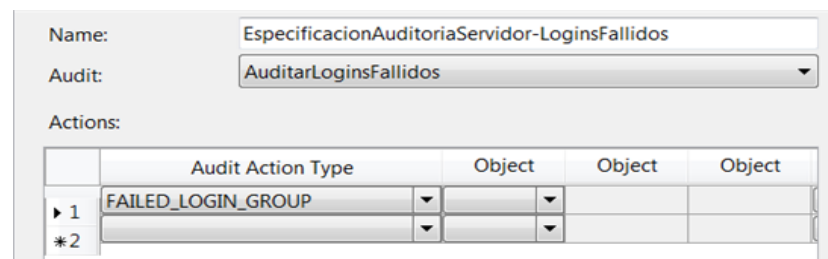 Name: EspecificacionAuditoriaServidor-LoginsFallidos
Audit: AuditarLoginsFallidos
Actions:
Audit Action Type Object Object Object
1 FAILED_LOGIN_GROUP
*2